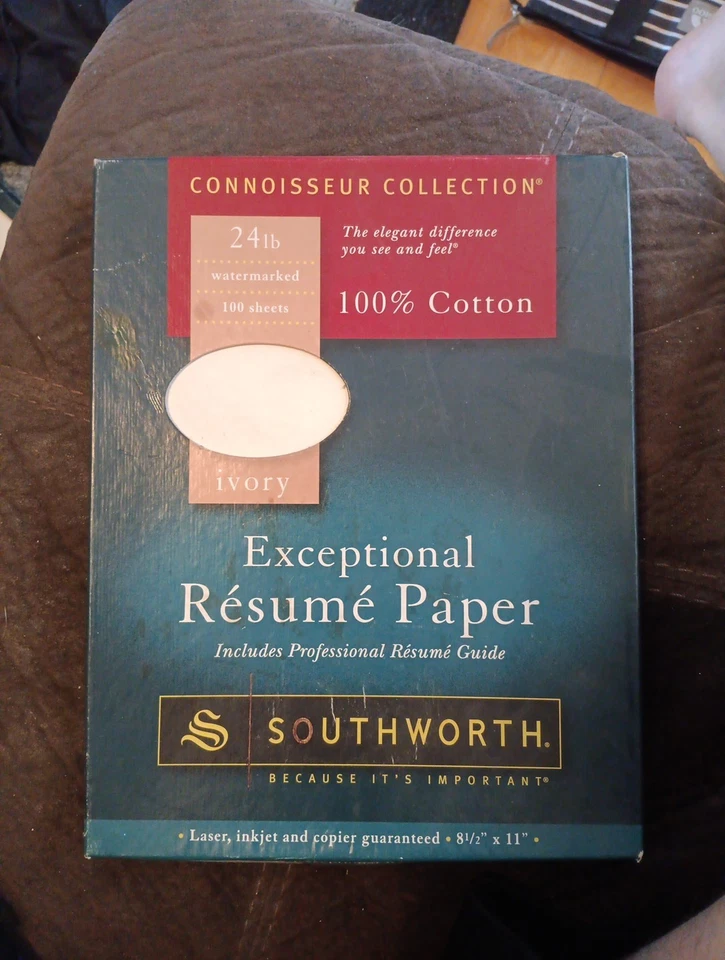 CONNOISSEUR COLLECTION®
24lb
watermarked
100 sheets
The elegant difference
you see and feel®
100% Cotton
ivory
Exceptional
Résumé Paper
Includes Professional Résumé Guide
S SOUTHWORTH®
BECAUSE IT'S IMPORTANT®
• Laser, inkjet and copier guaranteed • 8½" x 11" •